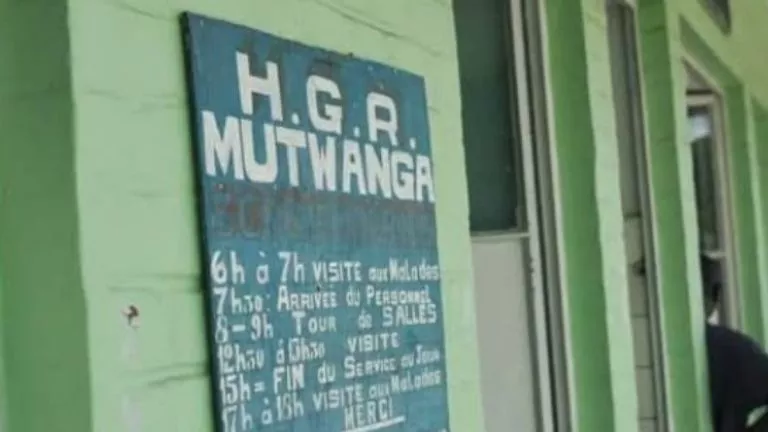 H.G.R.
MUTWANGA
6h à 7h VISITE aux Malades
7h30: ARRIVÉE du PERSONNEL
8-9h TOUR de SALLES
12h30 à 13h30 VISITE
15h = FIN du SERVICE du JOUR
17h à 18h VISITE aux Malades
MERCI